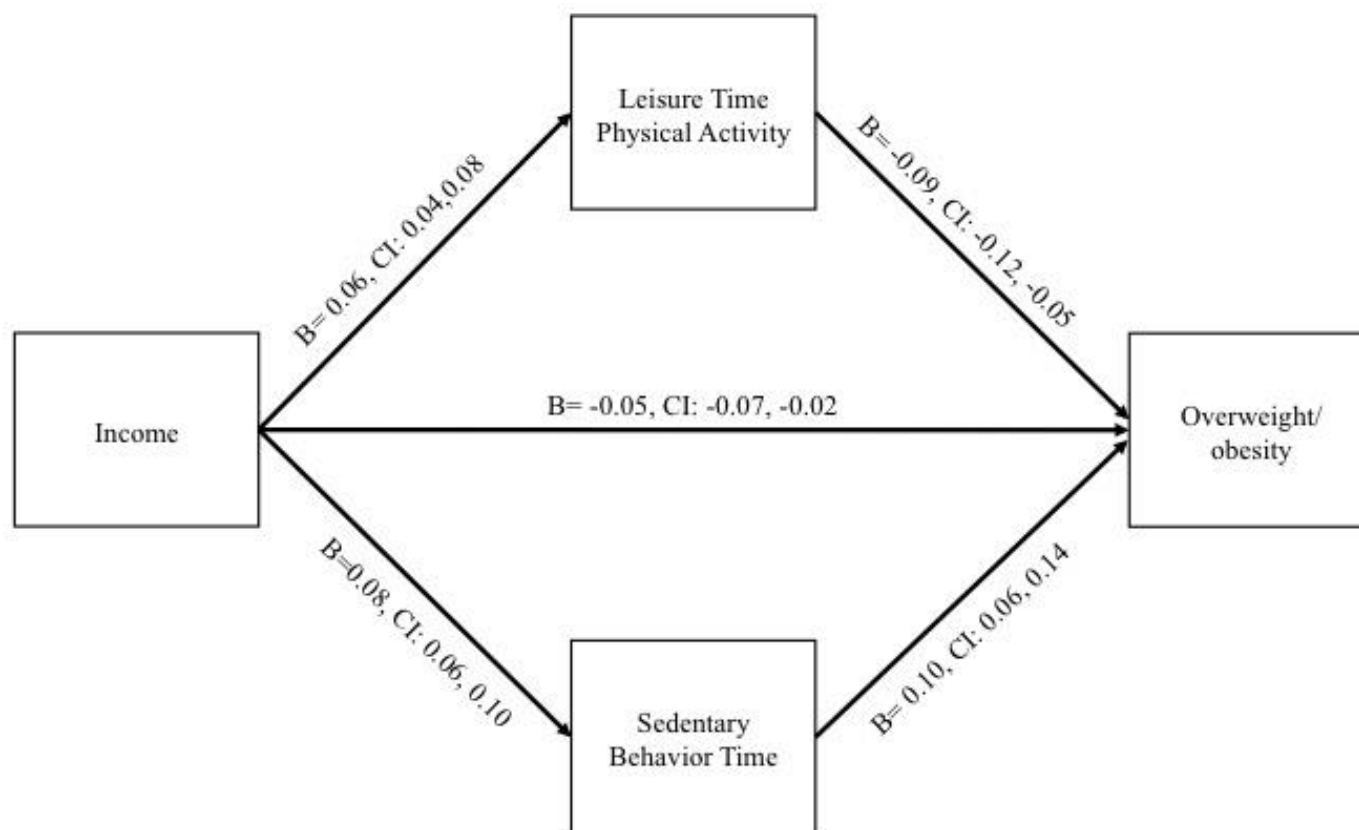 Leisure Time
Physical Activity
B= 0.06, CI: 0.04,0.08
B= -0.09, CI: -0.12, -0.05
Income
B= -0.05, CI: -0.07, -0.02
Overweight/
obesity
B=0.08, CI: 0.06, 0.10
B= 0.10, CI: 0.06, 0.14
Sedentary
Behavior Time